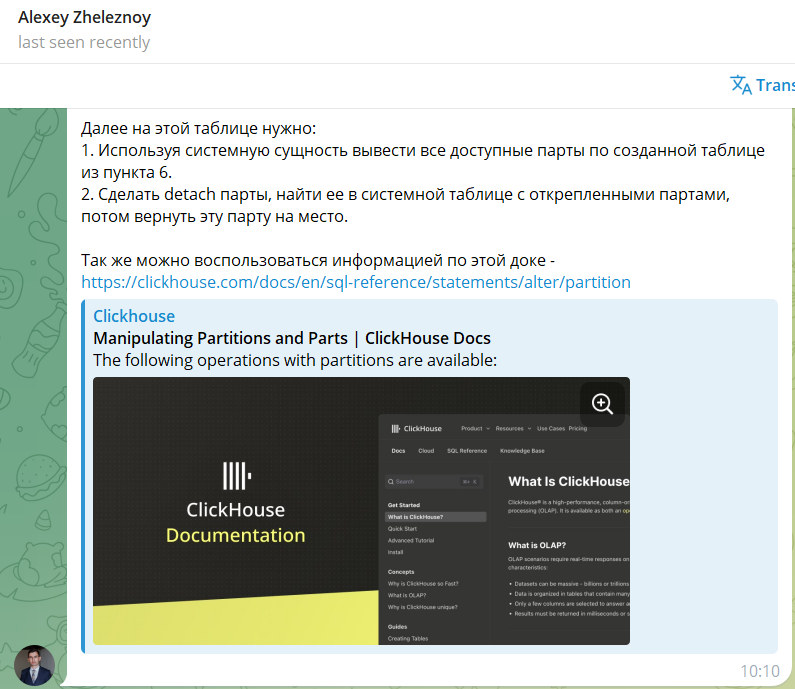 Alexey Zheleznoy
last seen recently
Trans
Далее на этой таблице нужно:
1. Используя системную сущность вывести все доступные парты по созданной таблице
из пункта 6.
2. Сделать detach парты, найти ее в системной таблице с открепленными партами,
потом вернуть эту парту на место.
Так же можно воспользоваться информацией по этой доке -
https://clickhouse.com/docs/en/sql-reference/statements/alter/partition
Clickhouse
Manipulating Partitions and Parts | ClickHouse Docs
The following operations with partitions are available:
ClickHouse
Documentation
ClickHouse Product Resources Use Cases Pricing
Docs Cloud SQL Reference Knowledge Base
Search
What Is ClickHouse
ClickHouse® is a high-performance, column-or
processing (OLAP). It is available as both an op
Get Started
What is ClickHouse?
Quick Start
Advanced Tutorial
Install
What is OLAP?
OLAP scenarios require real-time responses on
characteristics:
Concepts
Why is ClickHouse so Fast?
What is OLAP?
Why is ClickHouse unique?
• Datasets can be massive - billions or trillions
• Data is organized in tables that contain many
• Only a few columns are selected to answer a
• Results must be returned in milliseconds or s
Guides
Creating Tables
10:10